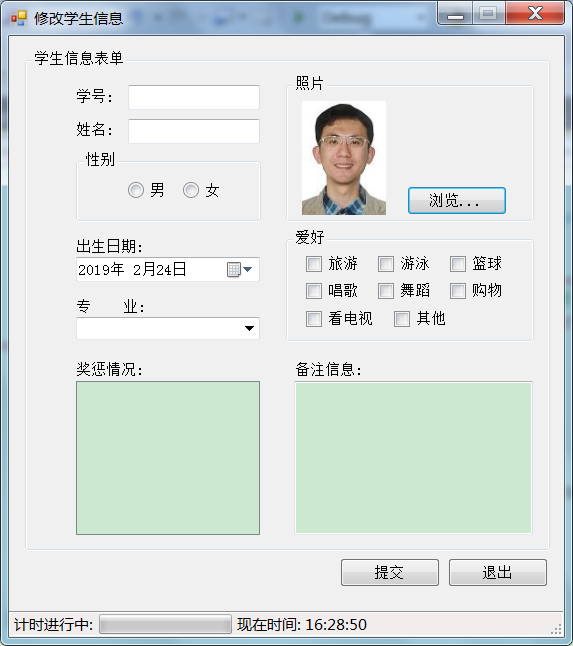 修改学生信息
学生信息表单
学号:
姓名:
性别
男 女
出生日期:
2019年 2月24日
专 业:
照片
浏览...
爱好
旅游 游泳 篮球
唱歌 舞蹈 购物
看电视 其他
奖惩情况:
备注信息:
提交 退出
计时进行中: 现在时间: 16:28:50